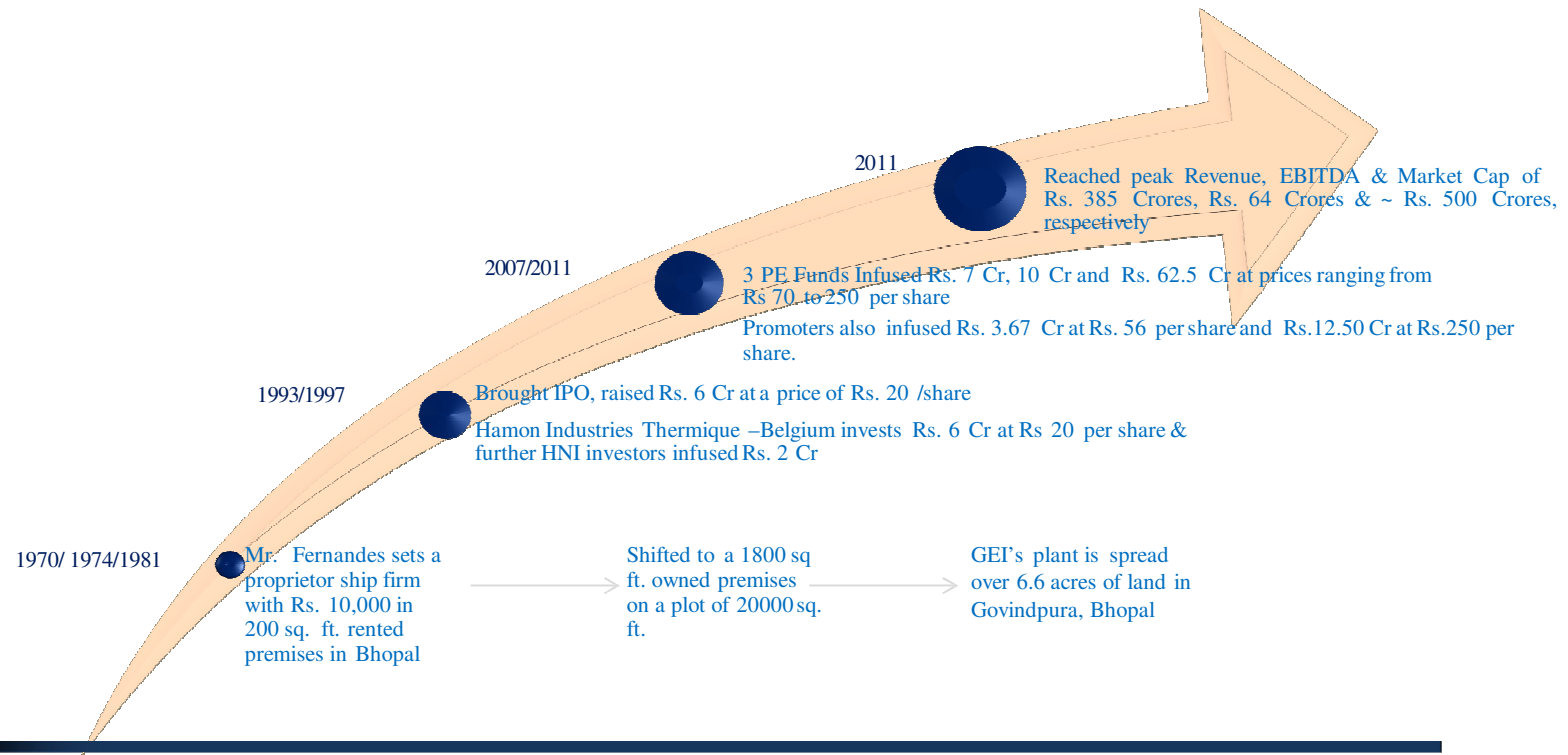 2011
Reached peak Revenue, EBITDA & Market Cap of
Rs. 385 Crores, Rs. 64 Crores & ~ Rs. 500 Crores,
respectively
2007/2011
3 PE Funds Infused Rs. 7 Cr, 10 Cr and Rs. 62.5 Cr at prices ranging from
Rs 70 to250 per share
Promoters also infused Rs. 3.67 Cr at Rs. 56 per share and Rs.12.50 Cr at Rs.250 per
share.
1993/1997
Brought IPO, raised Rs. 6 Cr at a price of Rs. 20 /share
Hamon Industries Thermique –Belgium invests Rs. 6 Cr at Rs 20 per share &
further HNI investors infused Rs. 2 Cr
1970/ 1974/1981
Mr. Fernandes sets a
proprietor ship firm
with Rs. 10,000 in
200 sq. ft. rented
premises in Bhopal
Shifted to a 1800 sq
ft. owned premises
on a plot of 20000 sq.
ft.
GEI's plant is spread
over 6.6 acres of land in
Govindpura, Bhopal